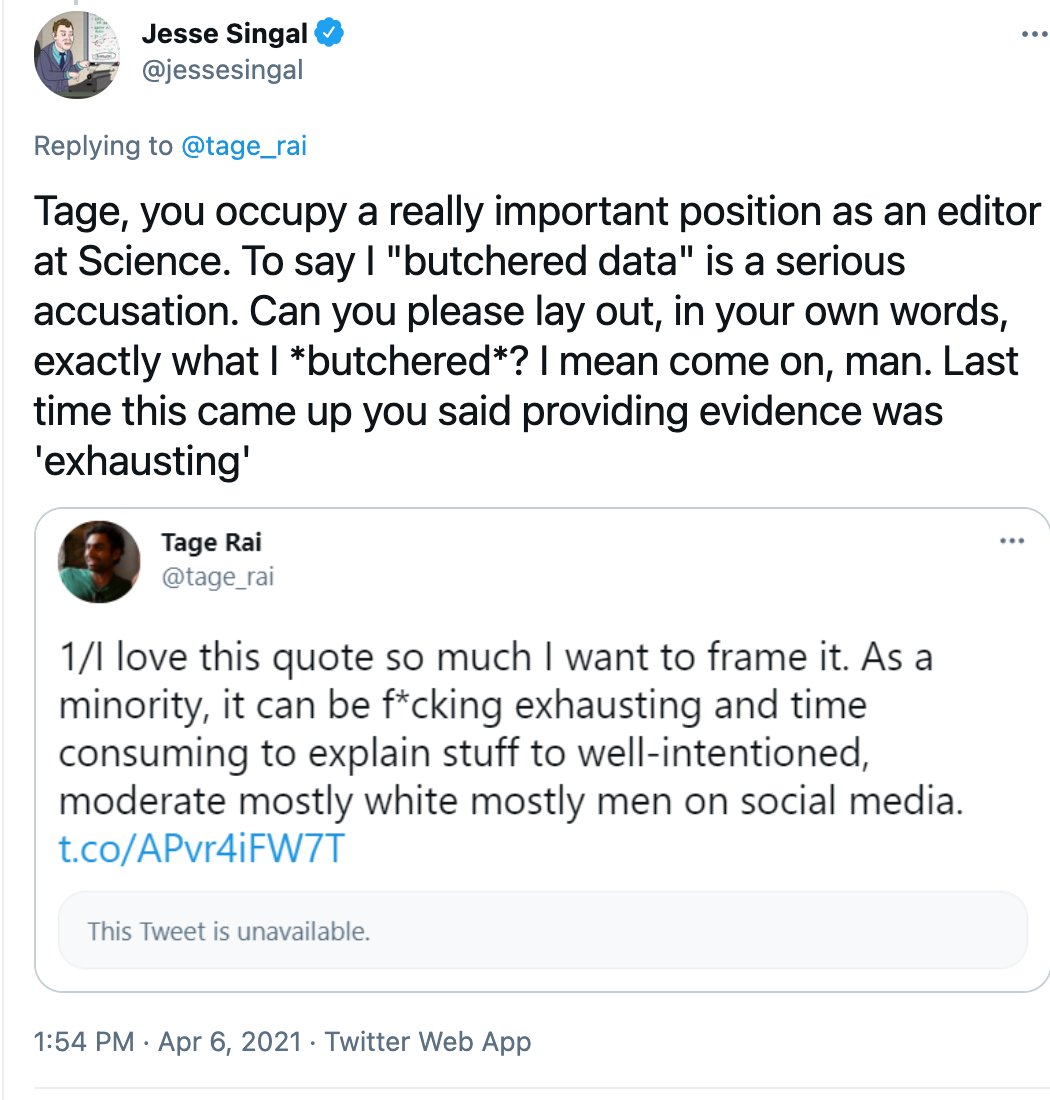 Jesse Singal
@jessesingal
Replying to @tage_rai
Tage, you occupy a really important position as an editor
at Science. To say I "butchered data" is a serious
accusation. Can you please lay out, in your own words,
exactly what I *butchered*? I mean come on, man. Last
time this came up you said providing evidence was
'exhausting'
Tage Rai
@tage_rai
1/I love this quote so much I want to frame it. As a
minority, it can be f*cking exhausting and time
consuming to explain stuff to well-intentioned,
moderate mostly white mostly men on social media.
t.co/APvr4iFW7T
This Tweet is unavailable.
1:54 PM · Apr 6, 2021 · Twitter Web App